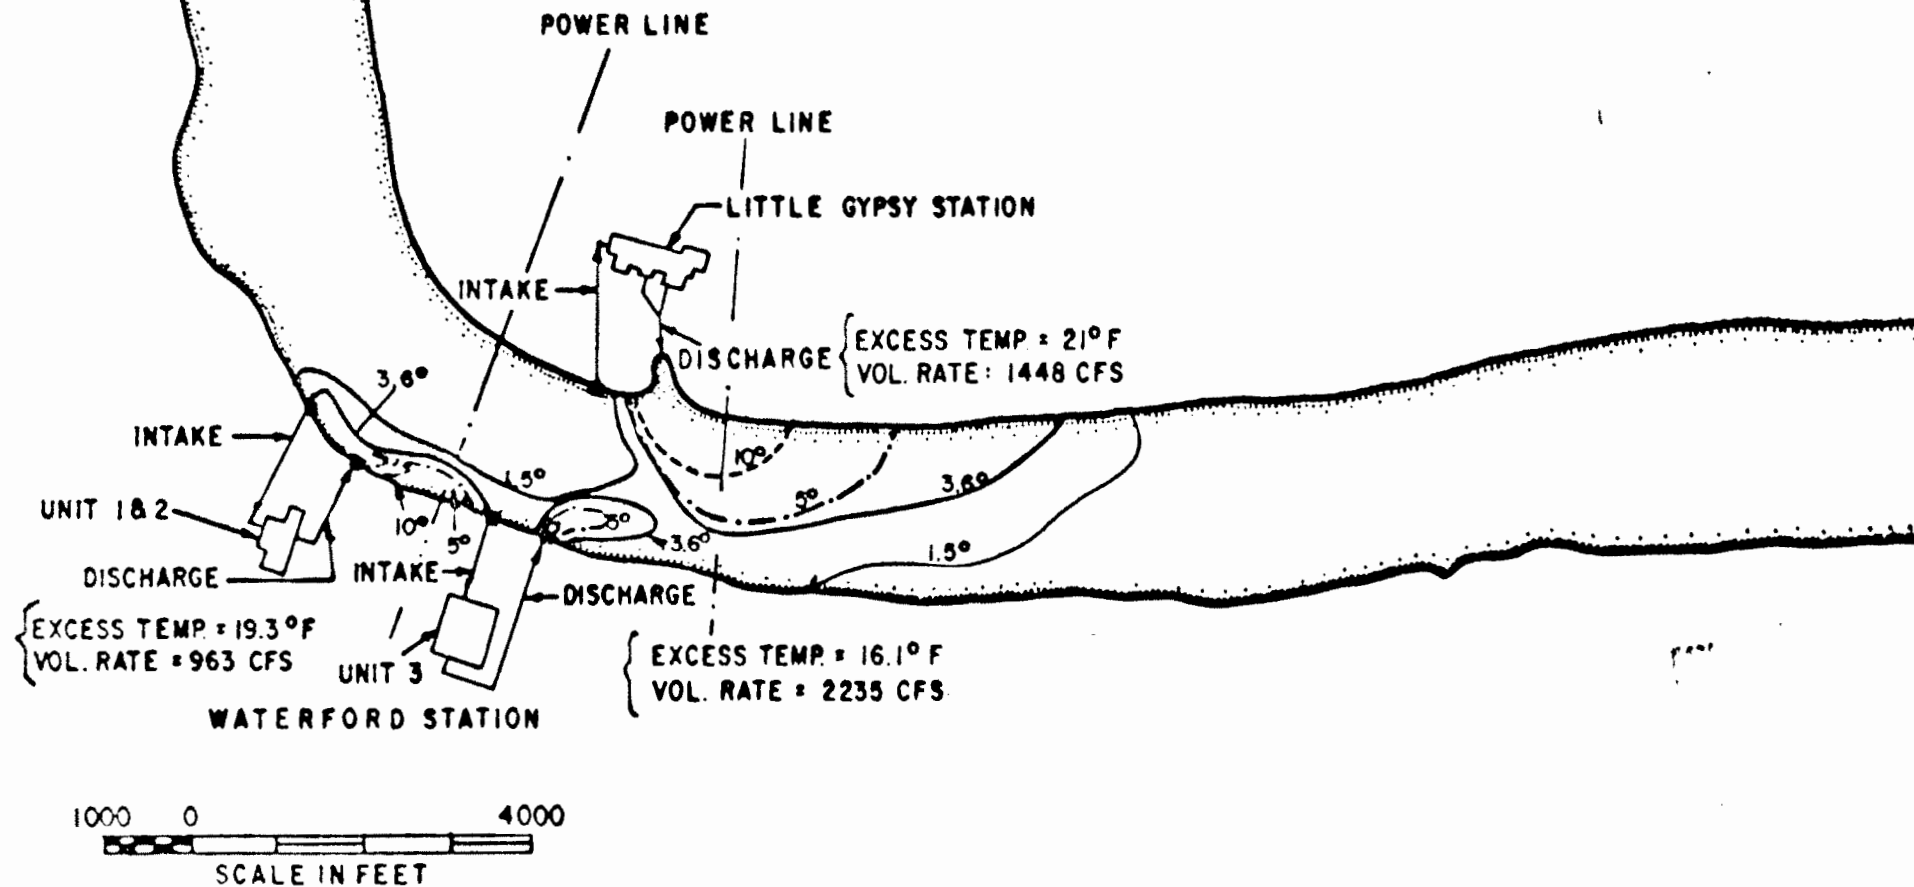 POWER LINE
POWER LINE
LITTLE GYPSY STATION
INTAKE
DISCHARGE
EXCESS TEMP. = 21° F
VOL. RATE: 1448 CFS
3.6°
INTAKE
10°
1.5°
5°
3.6°
UNIT 1 & 2
10°
5°
5°
3.6°
1.5°
DISCHARGE
INTAKE
DISCHARGE
EXCESS TEMP. = 19.3°F
VOL. RATE = 963 CFS
UNIT 3
EXCESS TEMP. = 16.1° F
VOL. RATE = 2235 CFS
WATERFORD STATION
1000 0 4000
SCALE IN FEET